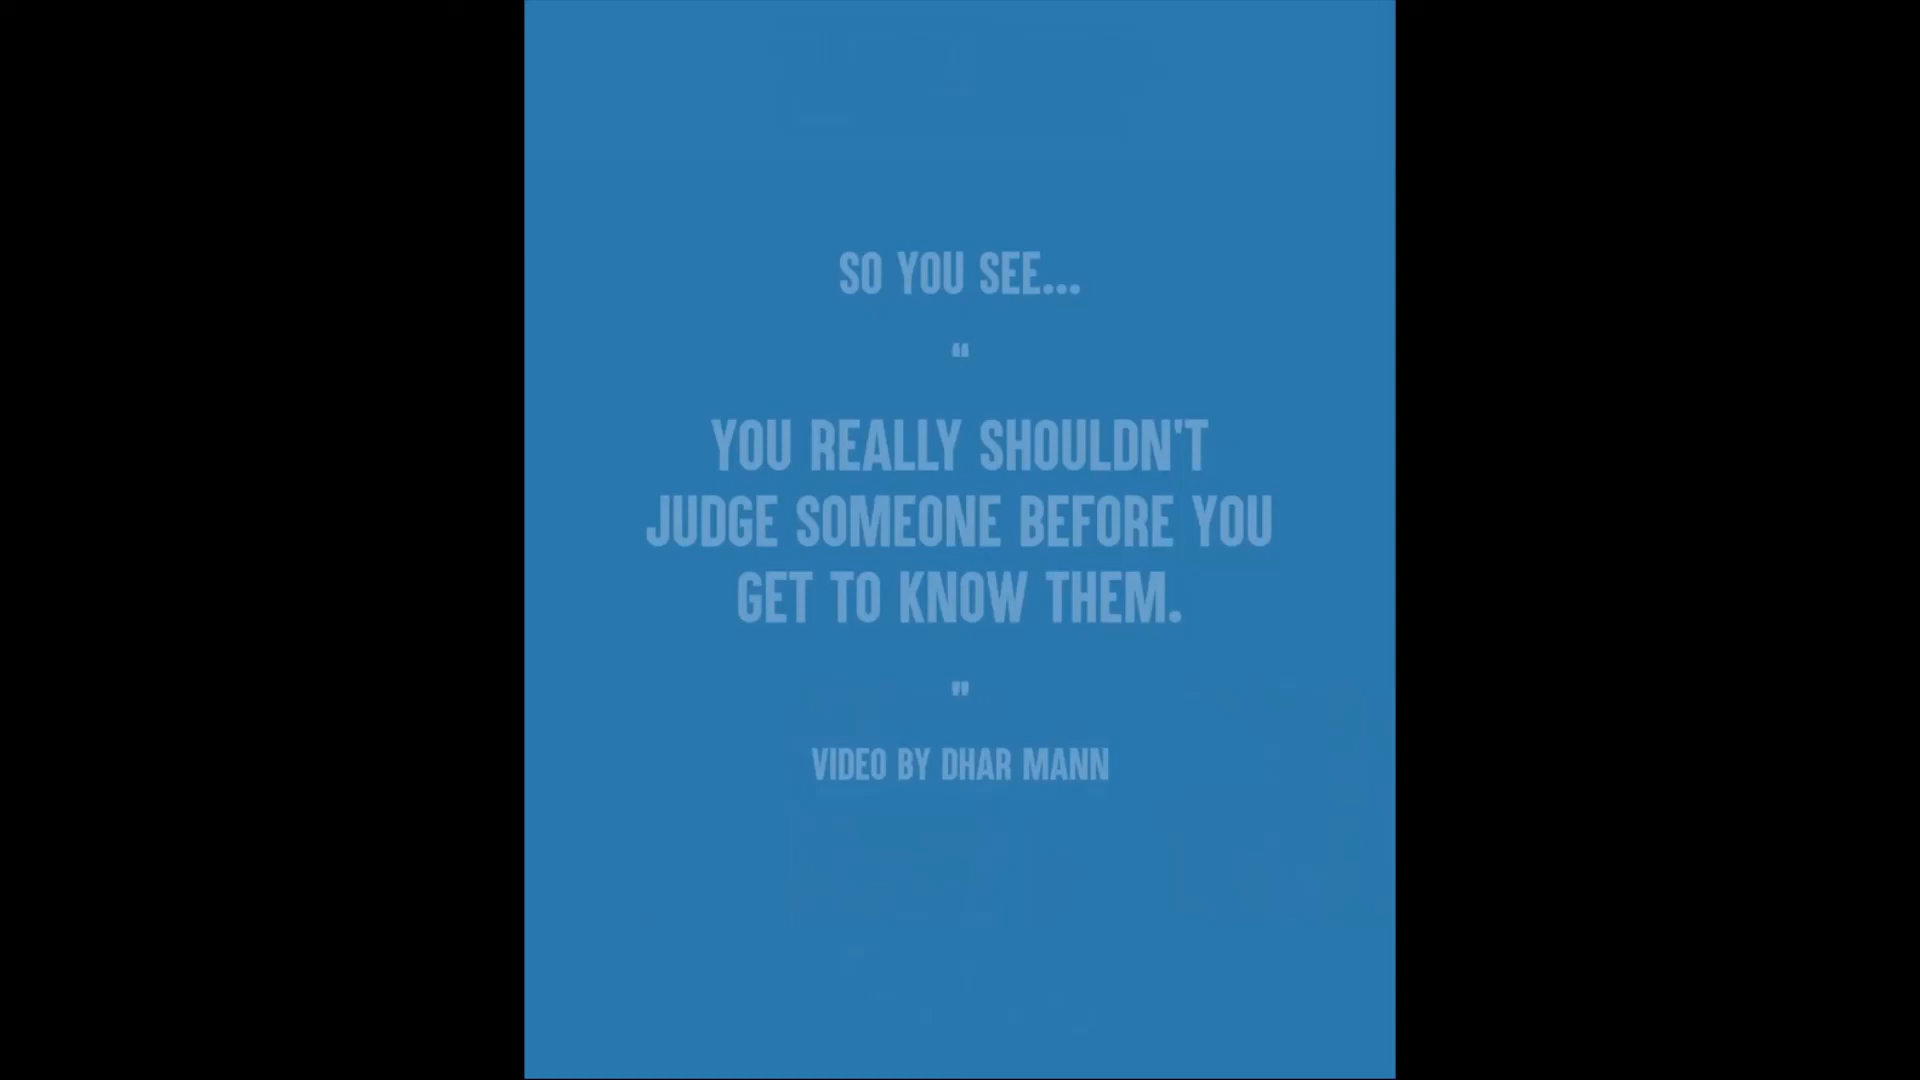 SO YOU SEE...
"
YOU REALLY SHOULDN'T
JUDGE SOMEONE BEFORE YOU
GET TO KNOW THEM.
"
VIDEO BY DHAR MANN